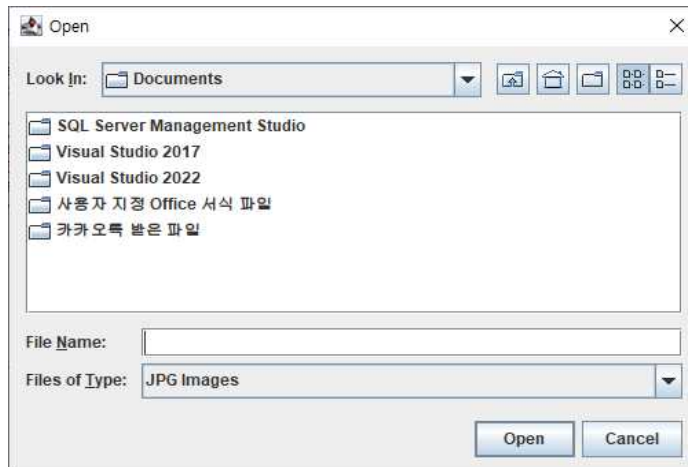 Open
Look In: Documents
SQL Server Management Studio
Visual Studio 2017
Visual Studio 2022
사용자 지정 Office 서식 파일
카카오톡 받은 파일
File Name:
Files of Type: JPG Images
Open Cancel